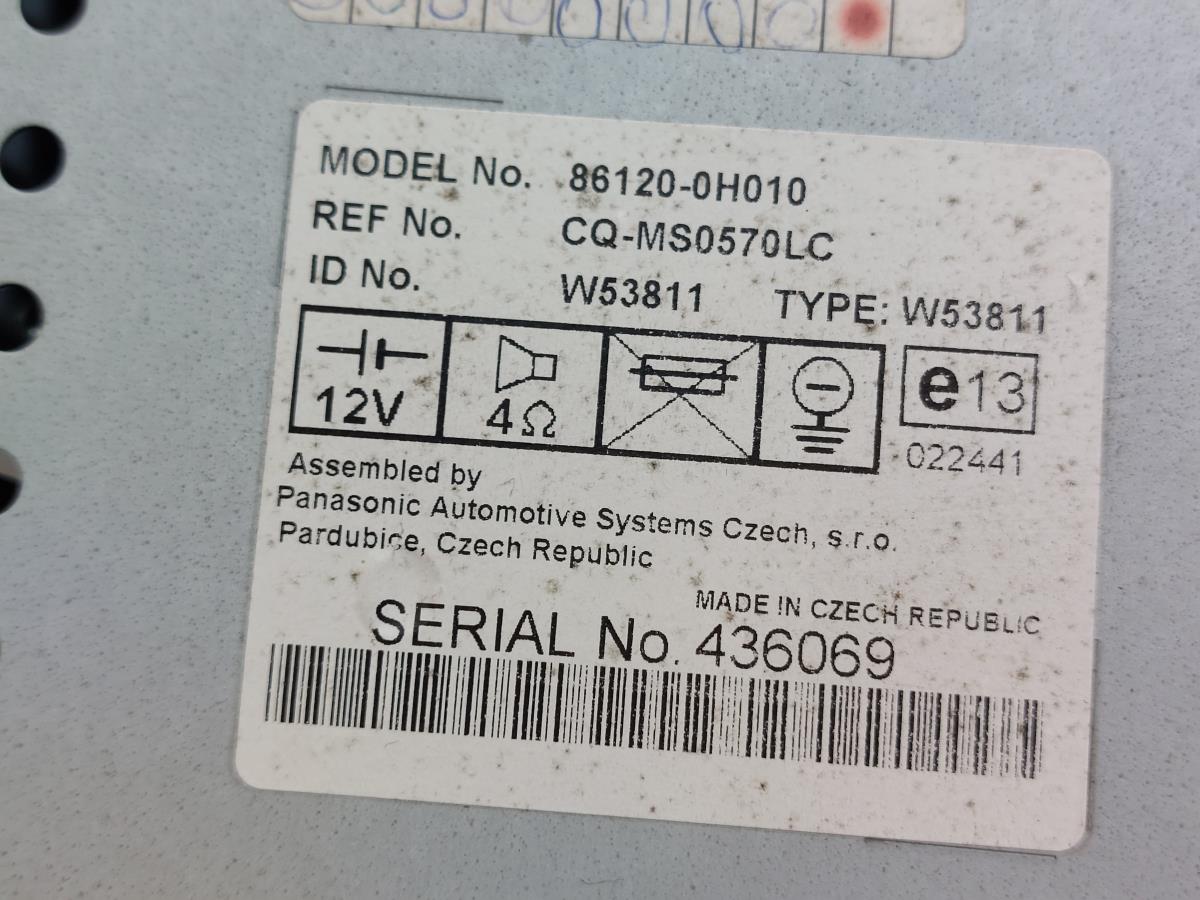 MODEL No. 86120-0H010
REF No. CQ-MS0570LC
ID No. W53811 TYPE: W53811
12V 4Ω e13
022441
Assembled by
Panasonic Automotive Systems Czech, s.r.o.
Pardubice, Czech Republic
MADE IN CZECH REPUBLIC
SERIAL No. 436069